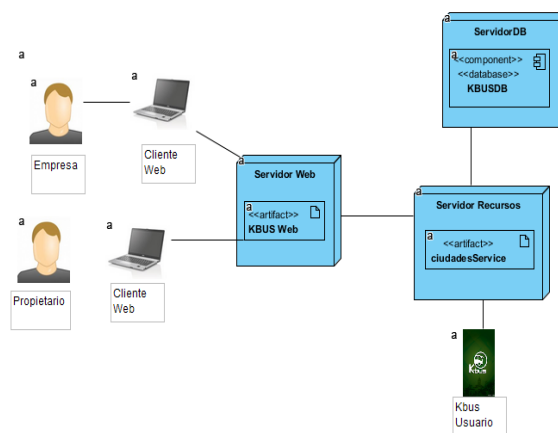 a
ServidorDB
a
<<component>>
<<database>>
KBUSDB
a
a
Empresa
a
Cliente
Web
a
Servidor Web
a
<<artifact>>
KBUS Web
a
Servidor Recursos
a
<<artifact>>
ciudadesService
a
Propietario
a
Cliente
Web
a
Kbus
Kbus
Usuario